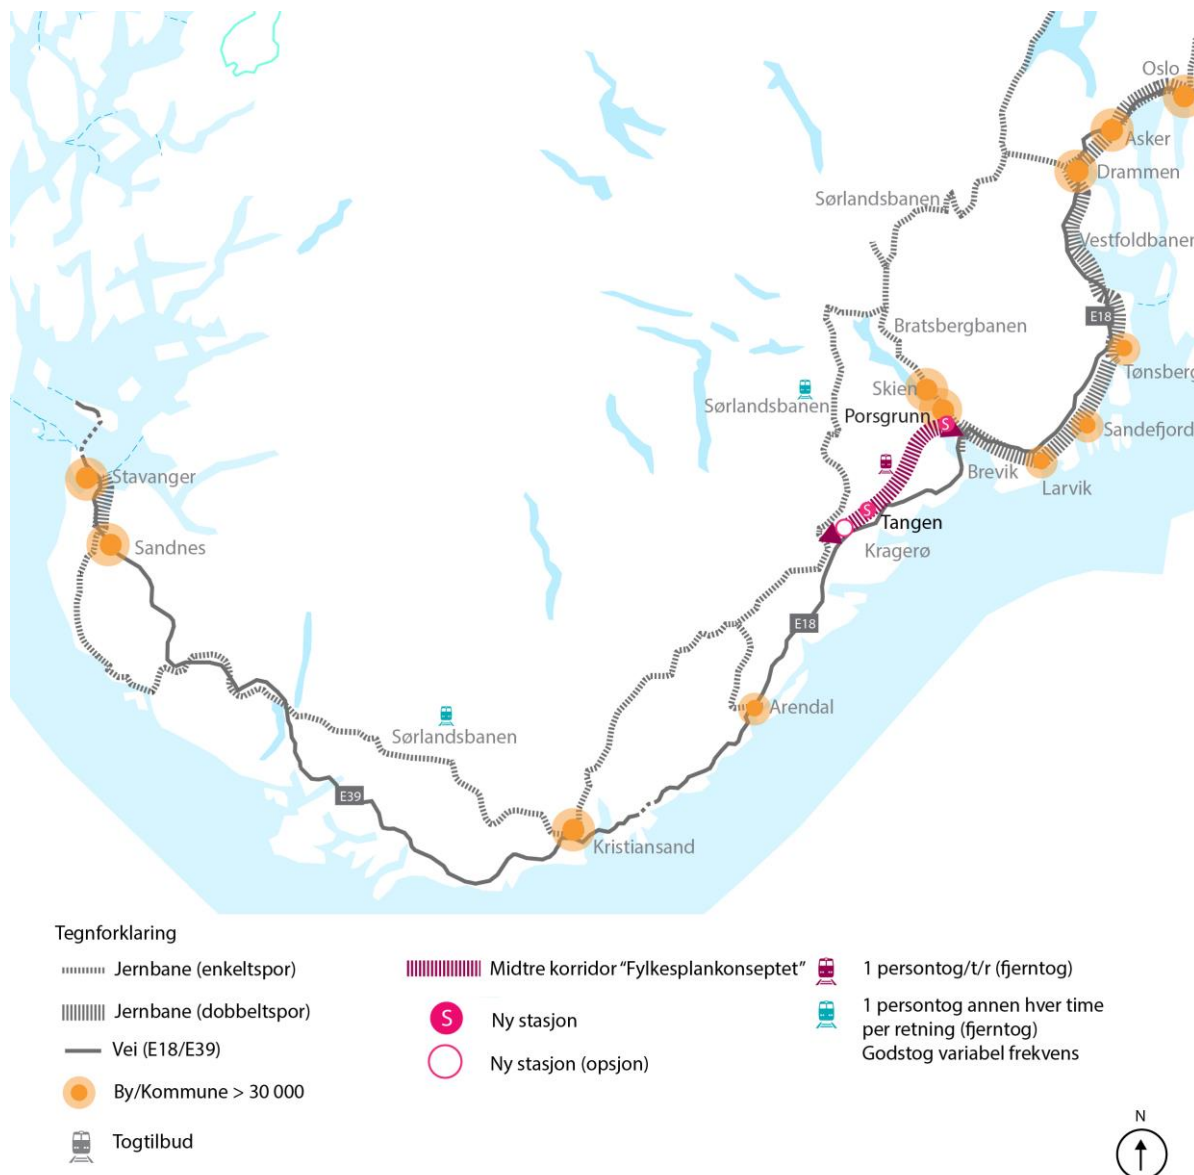 Oslo
Asker
Drammen
Sørlandsbanen
Vestfoldbanen
E18
Bratsbergbanen
Tønsberg
Skien
Sørlandsbanen
Porsgrunn
S
Sandefjord
Brevik
Larvik
Stavanger
S
Tangen
Sandnes
Kragerø
E18
Arendal
Sørlandsbanen
E39
Kristiansand
Tegnforklaring
Jernbane (enkeltspor)
Jernbane (dobbeltspor)
Vei (E18/E39)
By/Kommune > 30 000
Togtilbud
Midtre korridor "Fylkesplankonseptet"
S
Ny stasjon
Ny stasjon (opsjon)
1 persontog/t/r (fjerntog)
1 persontog annen hver time
per retning (fjerntog)
Godstog variabel frekvens
N